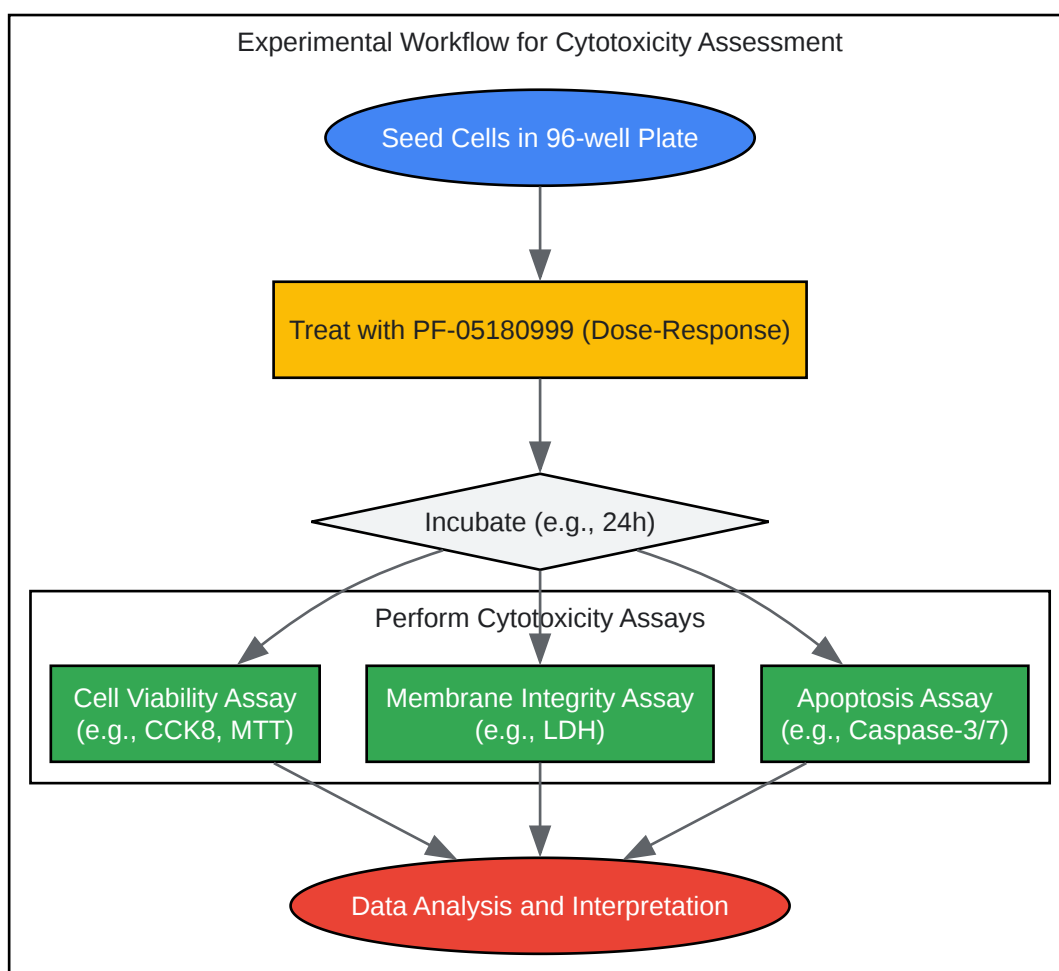 Experimental Workflow for Cytotoxicity Assessment
Seed Cells in 96-well Plate
Treat with PF-05180999 (Dose-Response)
Incubate (e.g., 24h)
Perform Cytotoxicity Assays
Cell Viability Assay
(e.g., CCK8, MTT)
Membrane Integrity Assay
(e.g., LDH)
Apoptosis Assay
(e.g., Caspase-3/7)
Data Analysis and Interpretation